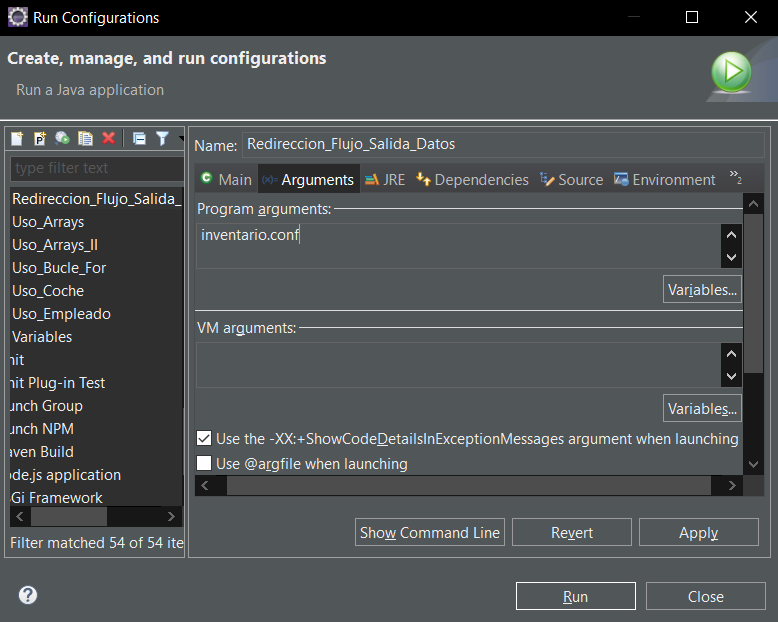 Run Configurations
Create, manage, and run configurations
Run a Java application
type filter text
Redireccion_Flujo_Salida_
Uso_Arrays
Uso_Arrays_II
Uso_Bucle_For
Uso_Coche
Uso_Empleado
Variables
nit
nit Plug-in Test
unch Group
unch NPM
aven Build
de.js application
Gi Framework
Filter matched 54 of 54 ite
Name: Redireccion_Flujo_Salida_Datos
Main (x)= Arguments JRE Dependencies Source Environment »2
Program arguments:
inventario.conf
Variables...
VM arguments:
Variables...
Use the -XX:+ShowCodeDetailsInExceptionMessages argument when launching
Use @argfile when launching
Show Command Line Revert Apply
Run Close